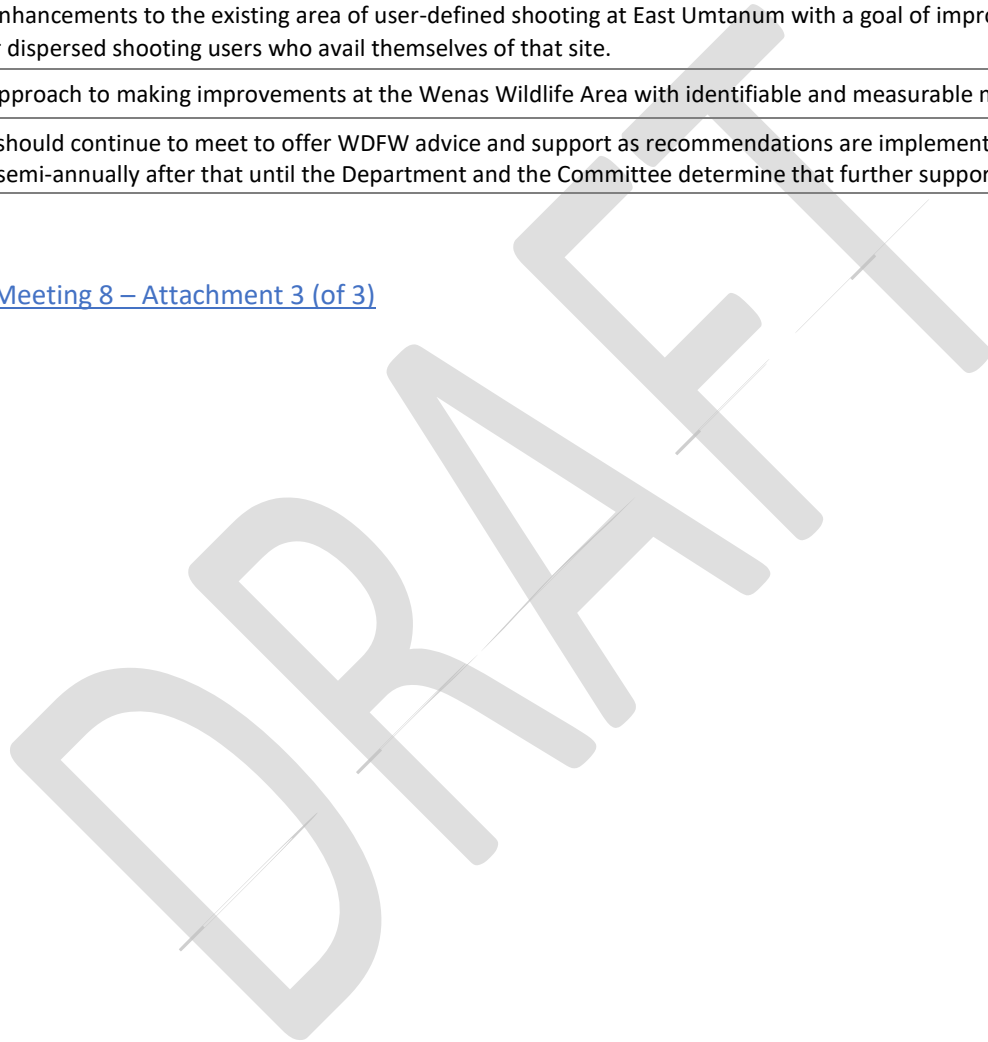 nhancements to the existing area of user-defined shooting at East Umtanum with a goal of impro
dispersed shooting users who avail themselves of that site.
pproach to making improvements at the Wenas Wildlife Area with identifiable and measurable
should continue to meet to offer WDFW advice and support as recommendations are implement
semi-annually after that until the Department and the Committee determine that further suppor
Meeting 8 – Attachment 3 (of 3)
DRAFT